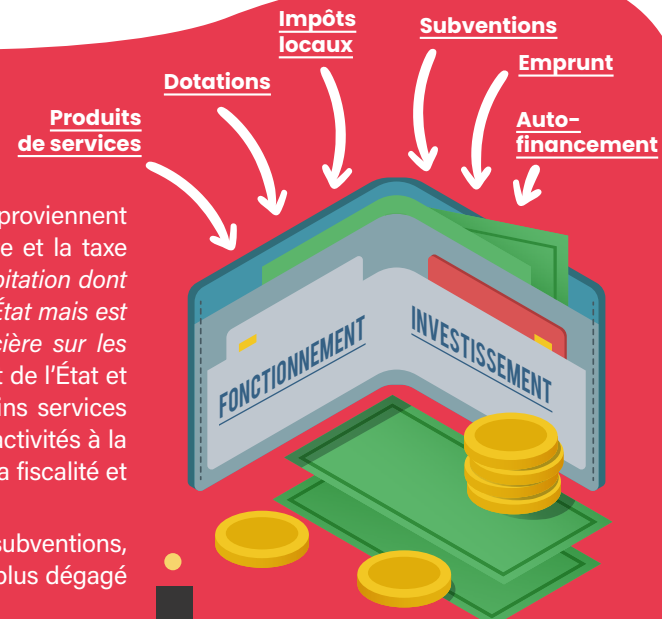 Impôts
locaux
Subventions
Emprunt
Dotations
Auto-
financement
Produits
de services
proviennent
e et la taxe
bitation dont
État mais est
cière sur les
t de l'État et
ins services
activités à la
a fiscalité et
subventions,
plus dégagé
FONCTIONNEMENT
INVESTISSEMENT